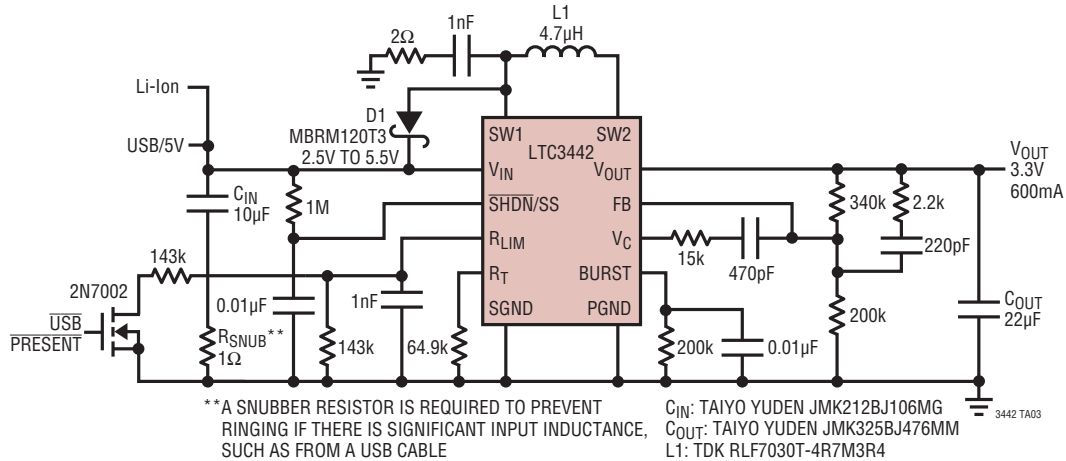 1nF
L1
4.7µH
2Ω
Li-Ion
D1
MBRM120T3
2.5V TO 5.5V
USB/5V
SW1
SW2
LTC3442
VIN
VOUT
SHDN/SS
FB
RLIM
VC
RT
BURST
SGND
PGND
VOUT
3.3V
600mA
CIN
10µF
1M
340k
2.2k
15k
470pF
220pF
143k
2N7002
USB
PRESENT
0.01µF
1nF
RSNUB**
1Ω
143k
64.9k
200k
0.01µF
200k
COUT
22µF
**A SNUBBER RESISTOR IS REQUIRED TO PREVENT
RINGING IF THERE IS SIGNIFICANT INPUT INDUCTANCE,
SUCH AS FROM A USB CABLE
CIN: TAIYO YUDEN JMK212BJ106MG
COUT: TAIYO YUDEN JMK325BJ476MM
L1: TDK RLF7030T-4R7M3R4
3442 TA03